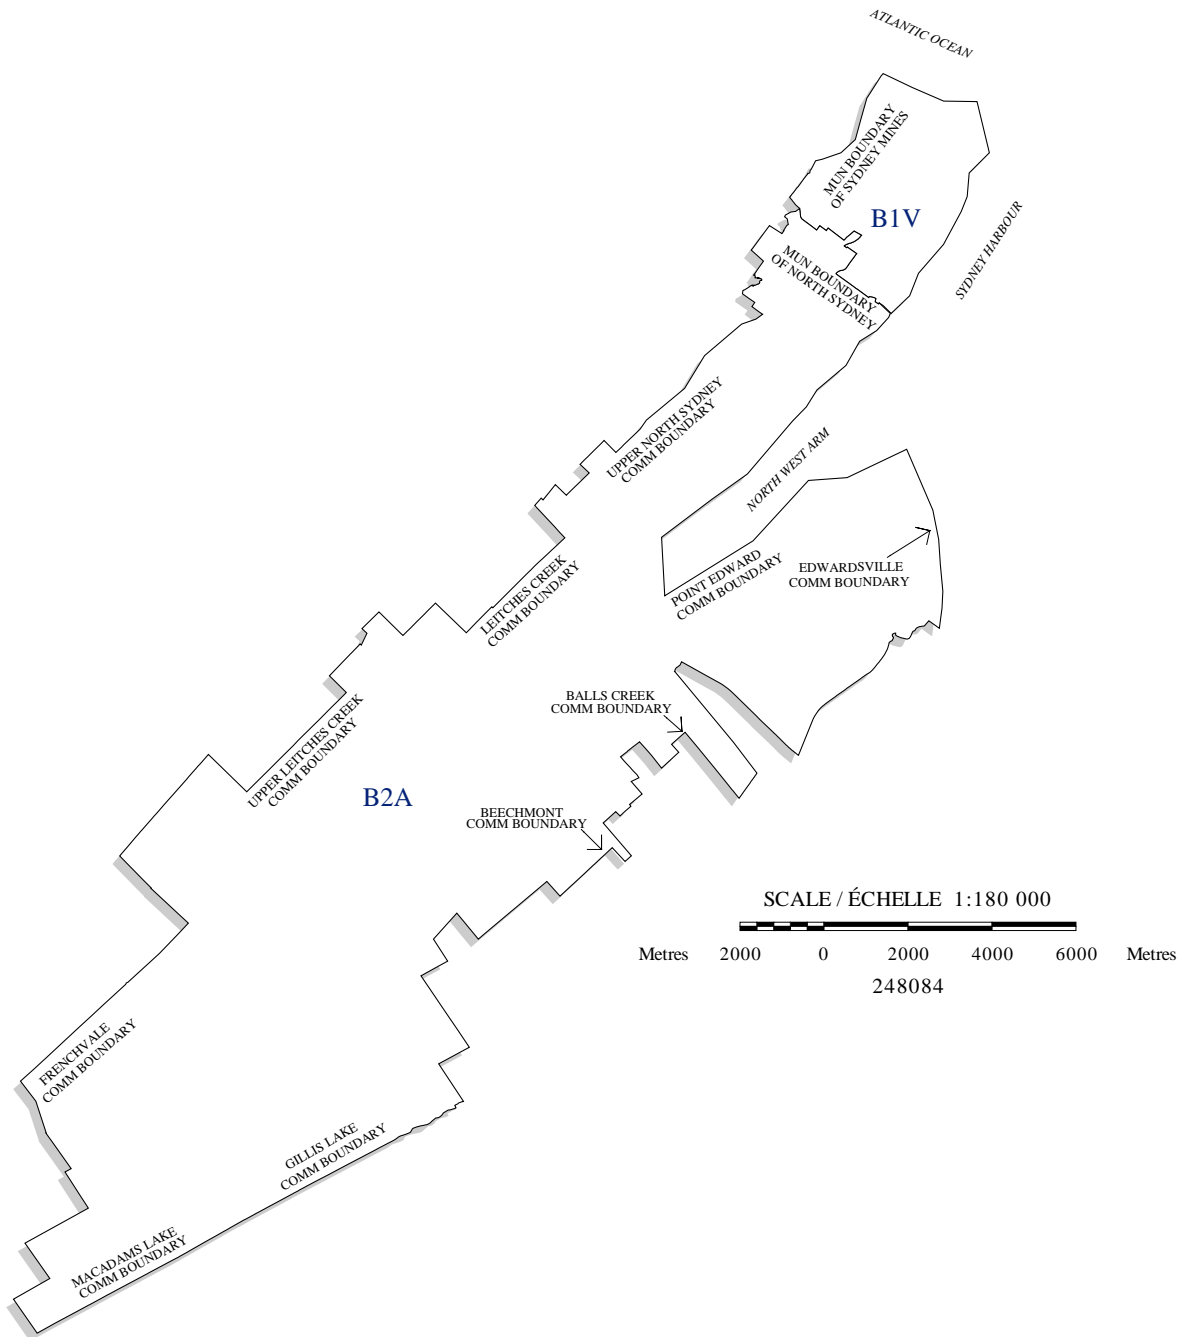 ATLANTIC OCEAN
MUN BOUNDARY
OF SYDNEY MINES
B1V
SYDNEY HARBOUR
MUN BOUNDARY
OF NORTH SYDNEY
UPPER NORTH SYDNEY
COMM BOUNDARY
NORTH WEST ARM
EDWARDSVILLE
COMM BOUNDARY
POINT EDWARD
COMM BOUNDARY
LEITCHES CREEK
COMM BOUNDARY
BALLS CREEK
COMM BOUNDARY
UPPER LEITCHES CREEK
COMM BOUNDARY
B2A
BEECHMONT
COMM BOUNDARY
SCALE / ÉCHELLE 1:180 000
Metres 2000 0 2000 4000 6000 Metres
248084
FRENCHVALE
COMM BOUNDARY
GILLIS LAKE
COMM BOUNDARY
MACADAMS LAKE
COMM BOUNDARY